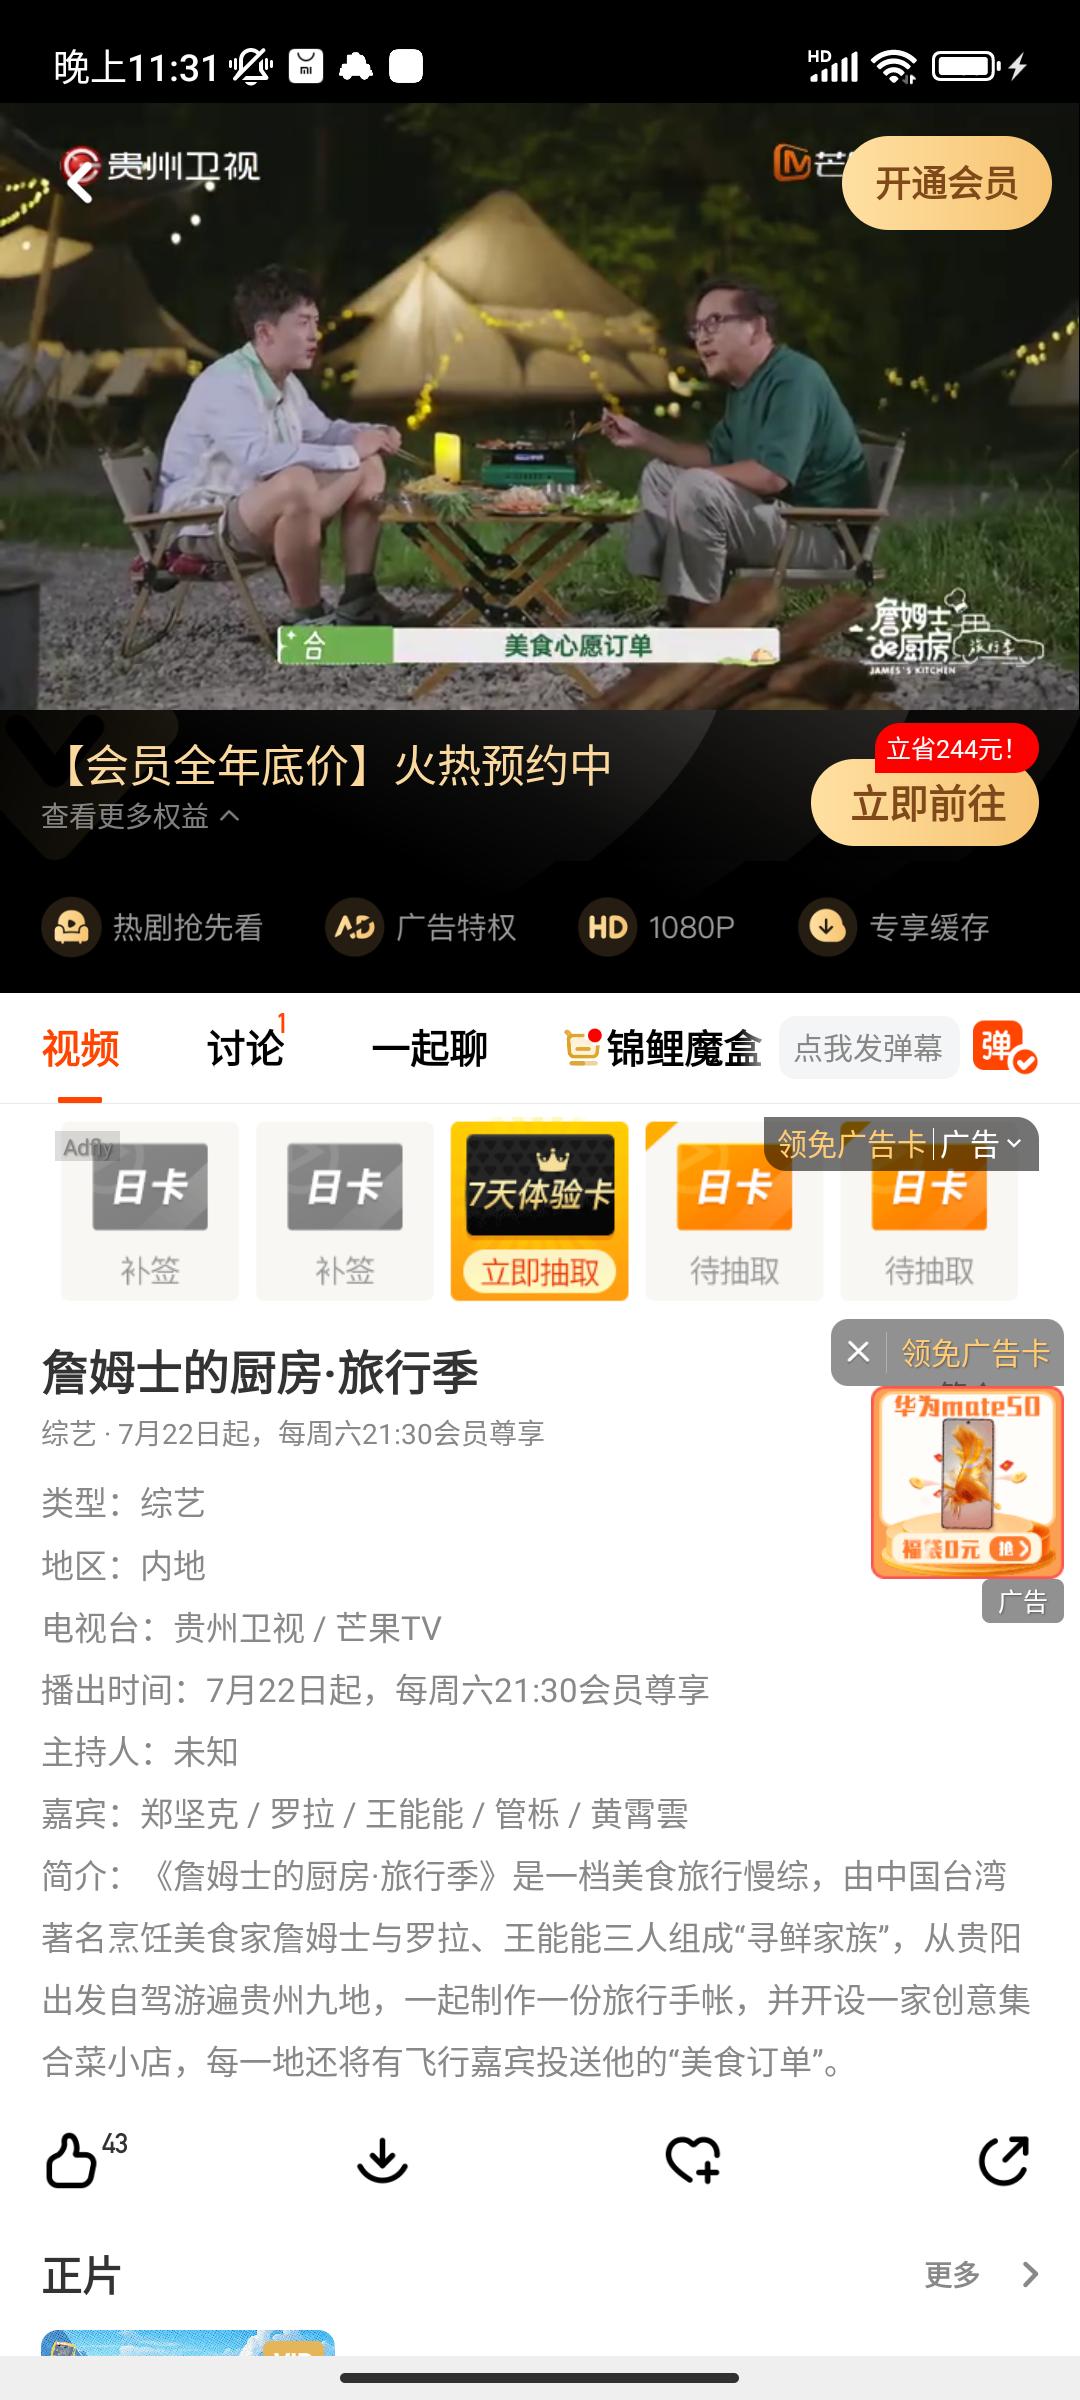 晚上11:31
mi
HD
贵州卫视
开通会员
合
美食心愿订单
詹姆士
de厨房
旅行季
JAMES'S KITCHEN
【会员全年底价】火热预约中
立省244元！
立即前往
查看更多权益
热剧抢先看
AD 广告特权
HD 1080P
专享缓存
视频
讨论
1
一起聊
锦鲤魔盒
点我发弹幕
弹
Adfly
领免广告卡
广告
日卡
日卡
7天体验卡
日卡
日卡
补签
补签
立即抽取
待抽取
待抽取
詹姆士的厨房·旅行季
领免广告卡
综艺 · 7月22日起，每周六21:30会员尊享
华为mate50
福袋0元
抢
广告
类型：综艺
地区：内地
电视台：贵州卫视 / 芒果TV
播出时间：7月22日起，每周六21:30会员尊享
主持人：未知
嘉宾：郑坚克 / 罗拉 / 王能能 / 管栎 / 黄霄雲
简介：《詹姆士的厨房·旅行季》是一档美食旅行慢综，由中国台湾
著名烹饪美食家詹姆士与罗拉、王能能三人组成“寻鲜家族”，从贵阳
出发自驾游遍贵州九地，一起制作一份旅行手帐，并开设一家创意集
合菜小店，每一地还将有飞行嘉宾投送他的“美食订单”。
43
正片
更多